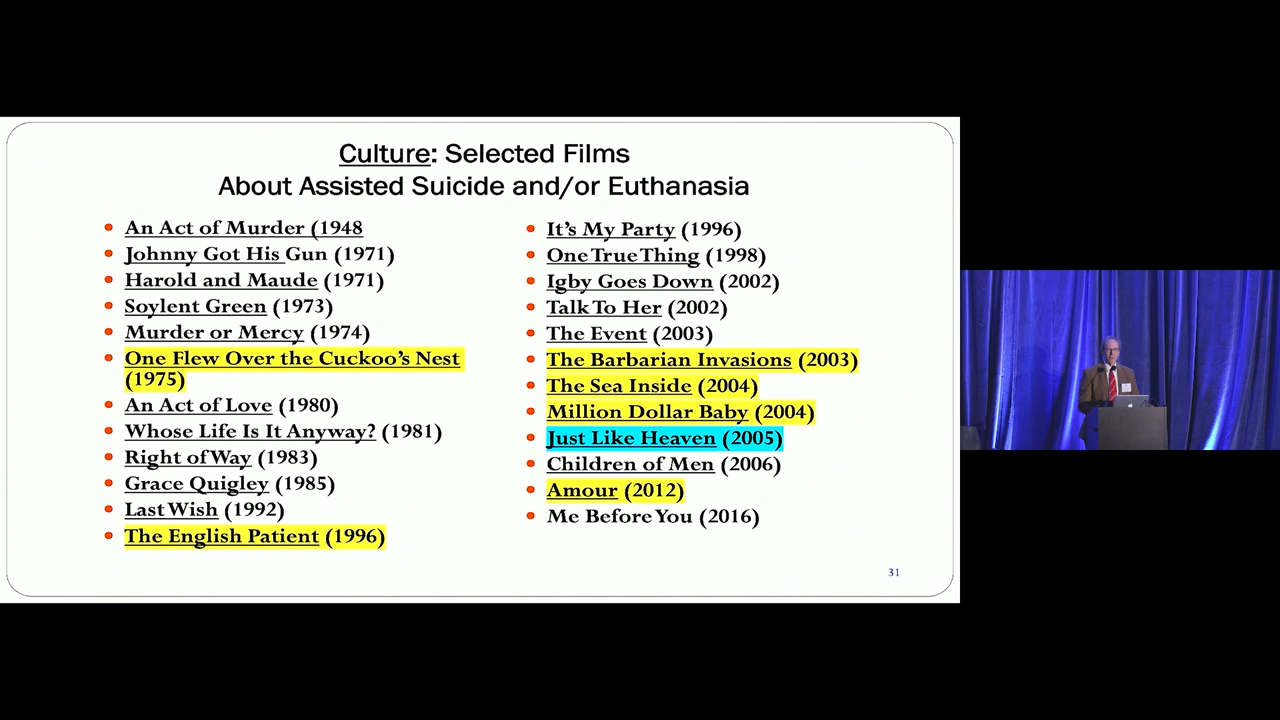 Culture: Selected Films
About Assisted Suicide and/or Euthanasia
An Act of Murder (1948
Johnny Got His Gun (1971)
Harold and Maude (1971)
Soylent Green (1973)
Murder or Mercy (1974)
One Flew Over the Cuckoo's Nest
(1975)
An Act of Love (1980)
Whose Life Is It Anyway? (1981)
Right of Way (1983)
Grace Quigley (1985)
Last Wish (1992)
The English Patient (1996)
It's My Party (1996)
One True Thing (1998)
Igby Goes Down (2002)
Talk To Her (2002)
The Event (2003)
The Barbarian Invasions (2003)
The Sea Inside (2004)
Million Dollar Baby (2004)
Just Like Heaven (2005)
Children of Men (2006)
Amour (2012)
Me Before You (2016)
31